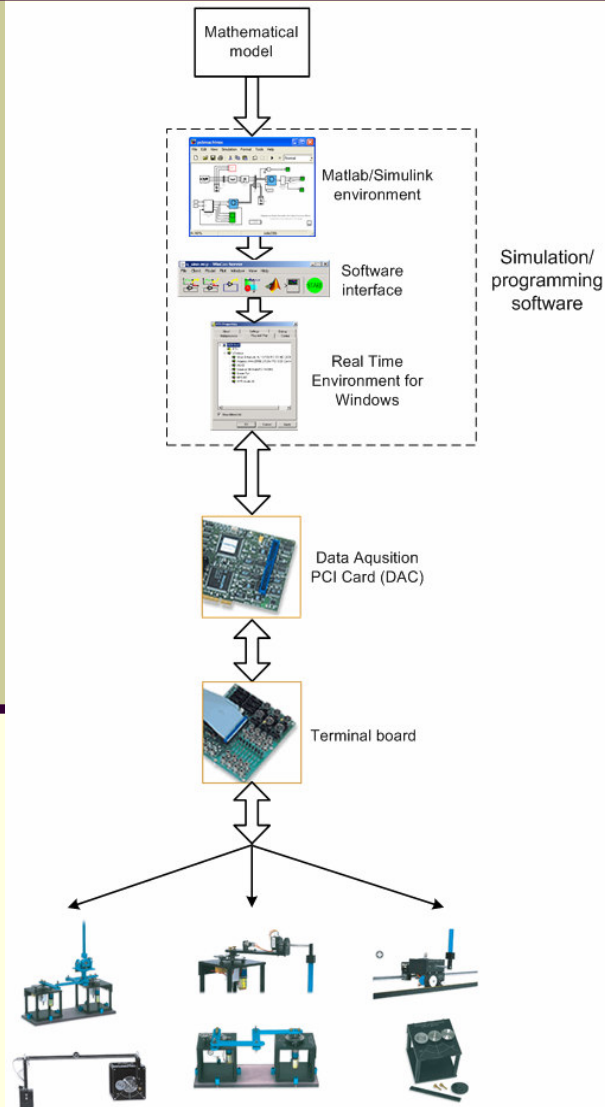 Mathematical
model
Matlab/Simulink
environment
Software
interface
Simulation/
programming
software
Real Time
Environment for
Windows
Data Aqusition
PCI Card (DAC)
Terminal board